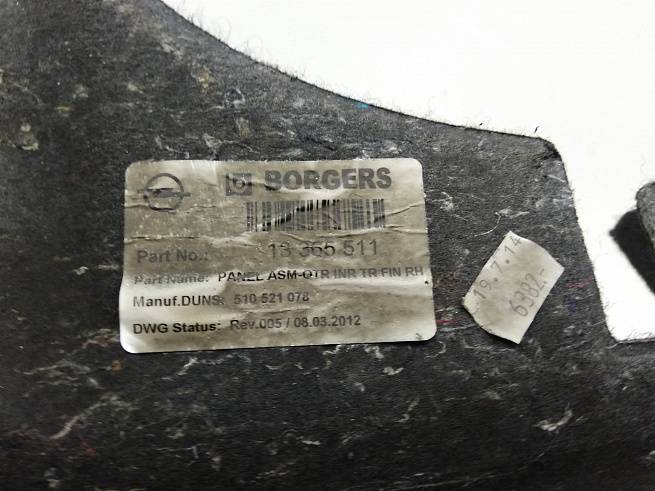 BORGERS
Part No.: 13 365 511
Part Name: PANEL ASM-QTR INR TR FIN RH
Manuf.DUNS: 510 521 078
DWG Status: Rev.005 / 08.03.2012
19.7.14
6382.-